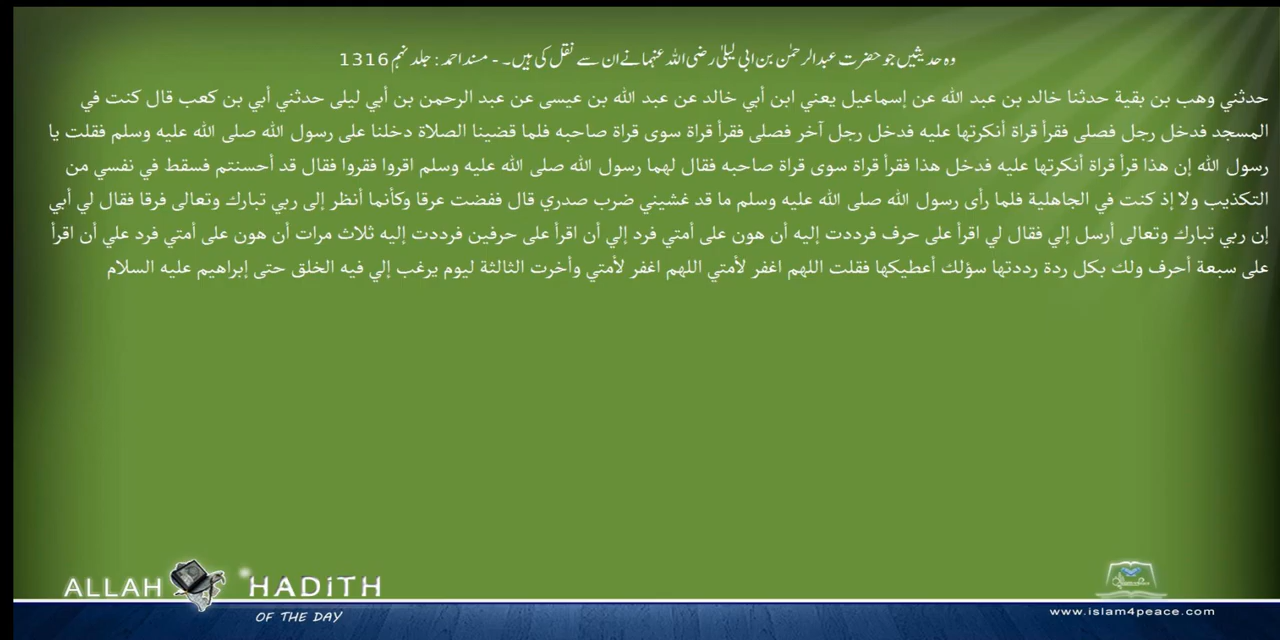 وہ حدیثیں جو حضرت عبدالرحمٰن بن ابی لیلیٰ رضی اللہ عنہما نے ان سے نقل کی ہیں۔ - مسند احمد : جلد نہم 1316
حدثني وهب بن بقية حدثنا خالد بن عبد الله عن إسماعيل يعني ابن أبي خالد عن عبد الله بن عيسى عن عبد الرحمن بن أبي ليلى حدثني أبي بن كعب قال كنت في
المسجد فدخل رجل فصلى فقرأ قراة أنكرتها عليه فدخل رجل آخر فصلى فقرأ قراة سوى قراة صاحبه فلما قضينا الصلاة دخلنا على رسول الله صلى الله عليه وسلم فقلت يا
رسول الله إن هذا قرأ قراة أنكرتها عليه فدخل هذا فقرأ قراة سوى قراة صاحبه فقال لهما رسول الله صلى الله عليه وسلم اقروا فقروا فقال قد أحسنتم فسقط في نفسي من
التكذيب ولا إذ كنت في الجاهلية فلما رأى رسول الله صلى الله عليه وسلم ما قد غشيني ضرب صدري قال ففضت عرقا وكأنما أنظر إلى ربي تبارك وتعالى فرقا فقال لي أبي
إن ربي تبارك وتعالى أرسل إلي فقال لي اقرأ على حرف فرددت إليه أن هون على أمتي فرد إلي أن اقرأ على حرفين فرددت إليه ثلاث مرات أن هون على أمتي فرد علي أن اقرأ
على سبعة أحرف ولك بكل ردة رددتها سؤلك أعطيكها فقلت اللهم اغفر لأمتي اللهم اغفر لأمتي وأخرت الثالثة ليوم يرغب إلي فيه الخلق حتى إبراهيم عليه السلام
ALLAH HADITH
OF THE DAY
www.islam4peace.com